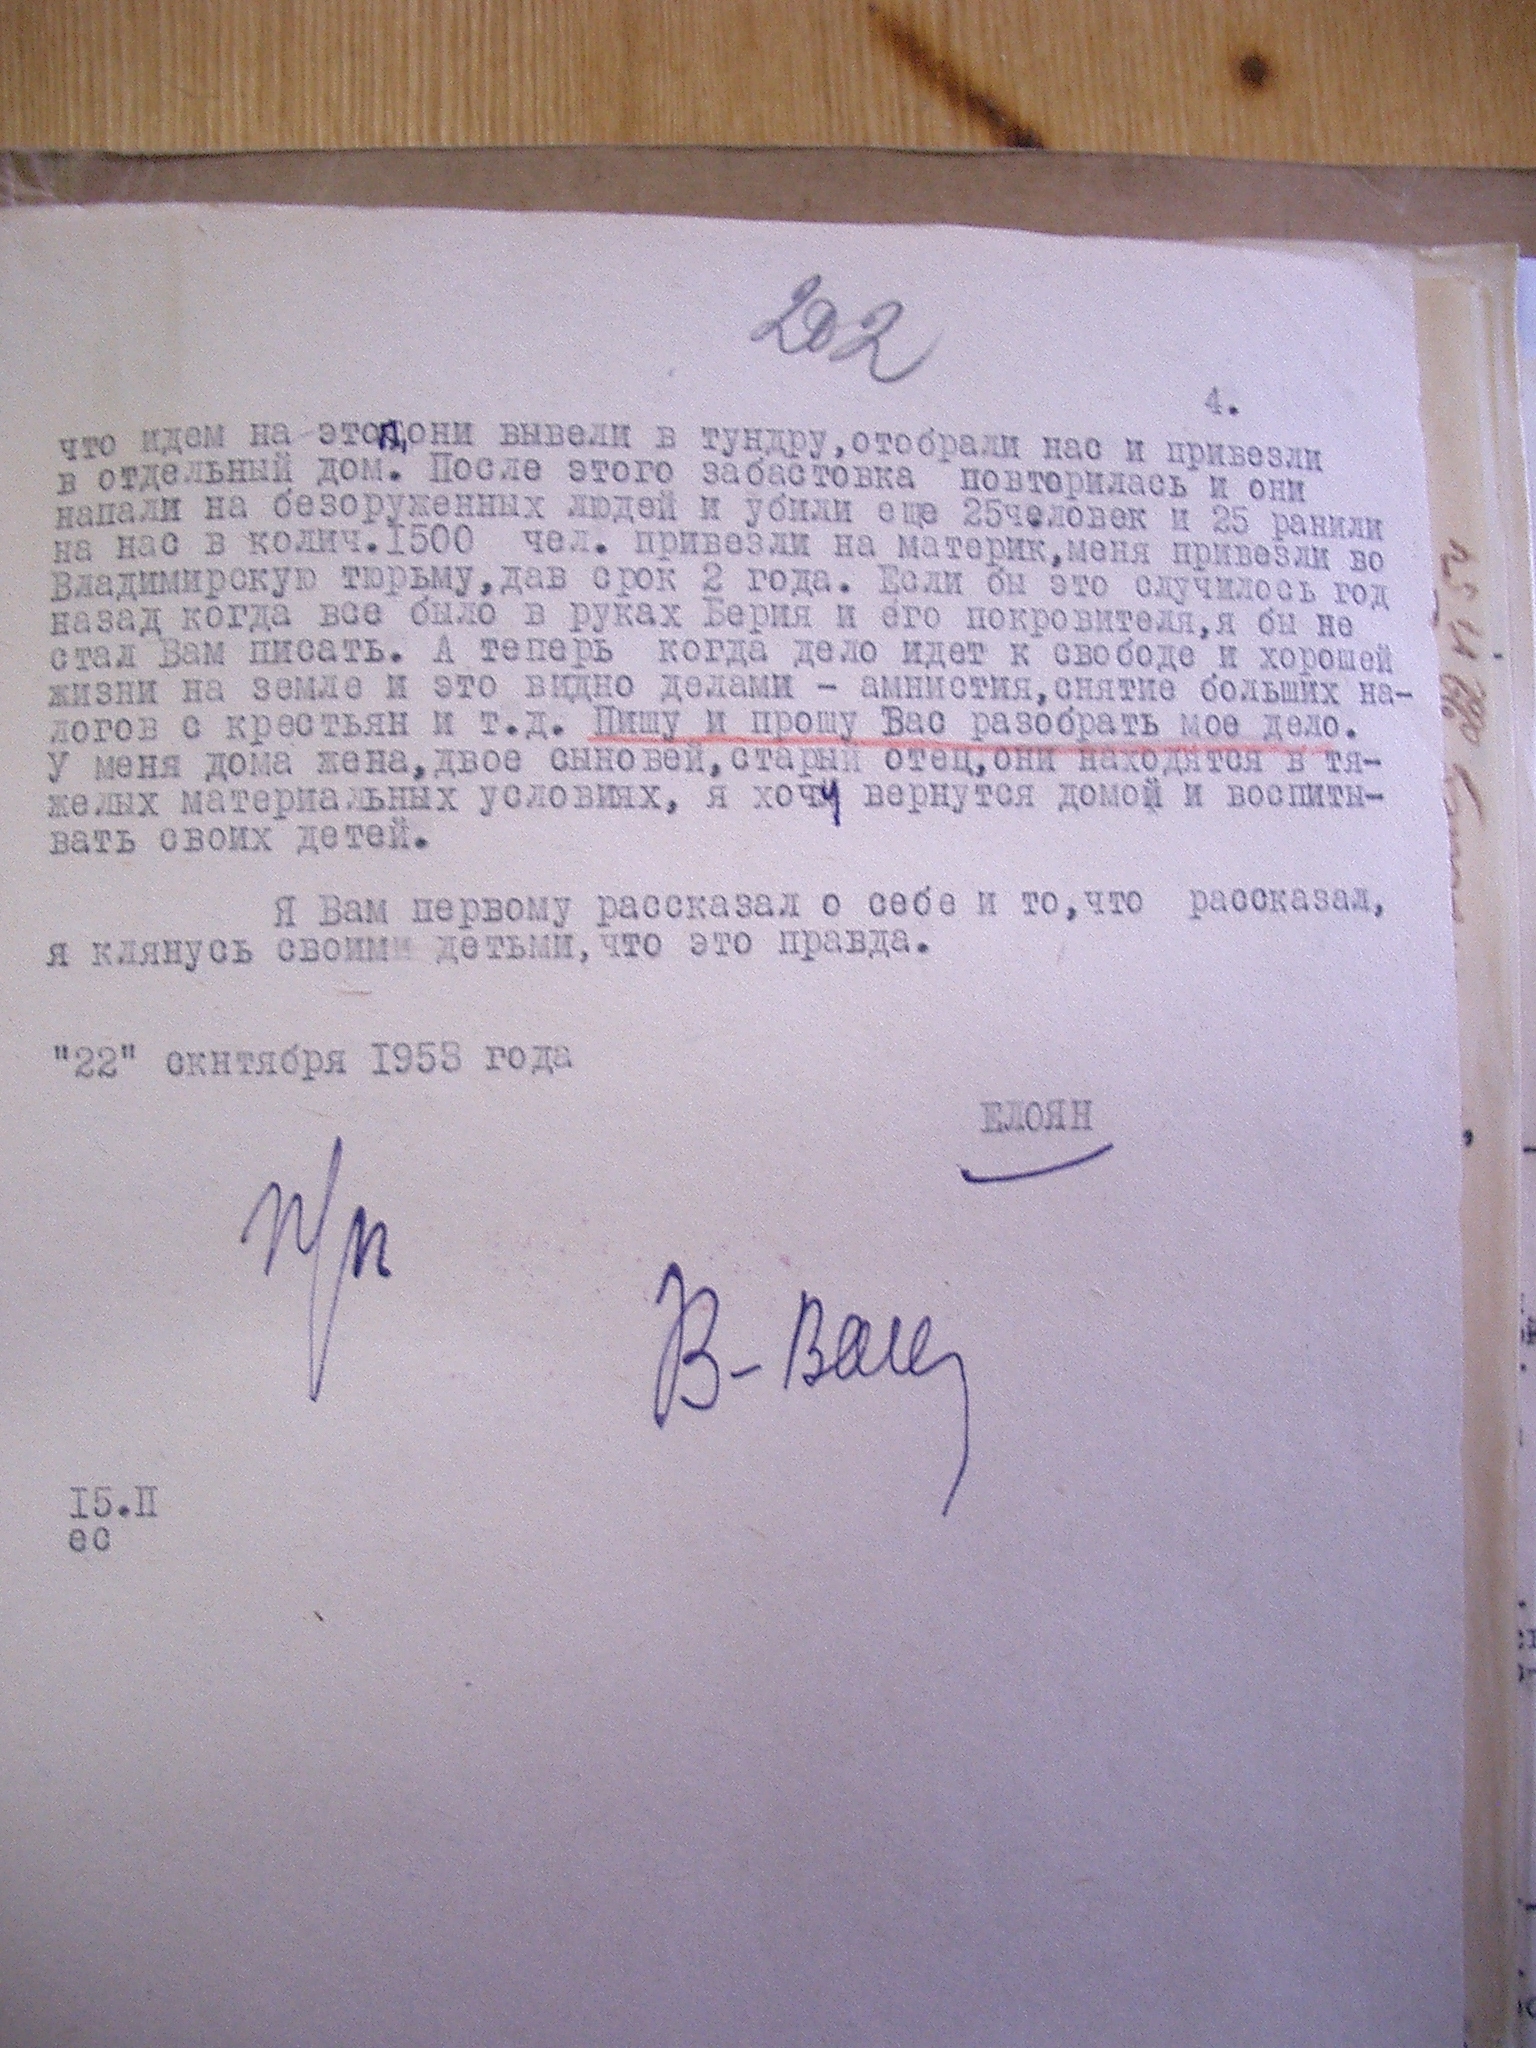 202
4.
что идем на этап,они вывели в тундру,отобрали нас и привезли
в отдельный дом. После этого забастовка повторилась и они
напали на безоруженных людей и убили еще 25человек и 25 ранили
на нас в колич.I500 чел. привезли на материк,меня привезли во
Владимирскую тюрьму,дав срок 2 года. Если бы это случилось год
назад когда все было в руках Берия и его покровителя,я бы не
стал Вам писать. А теперь когда дело идет к свободе и хорошей
жизни на земле и это видно делами - амнистия,снятие больших на-
логов с крестьян и т.д. Пишу и прошу Вас разобрать мое дело.
У меня дома жена,двое сыновей,старый отец,они находятся в тя-
желых материальных условиях, я хочу вернутся домой и воспиты-
вать своих детей.
Я Вам первому рассказал о себе и то,что рассказал,
я клянусь своими детьми,что это правда.
"22" скнтября I953 года
ЕЛОЯН
I5.II
ес